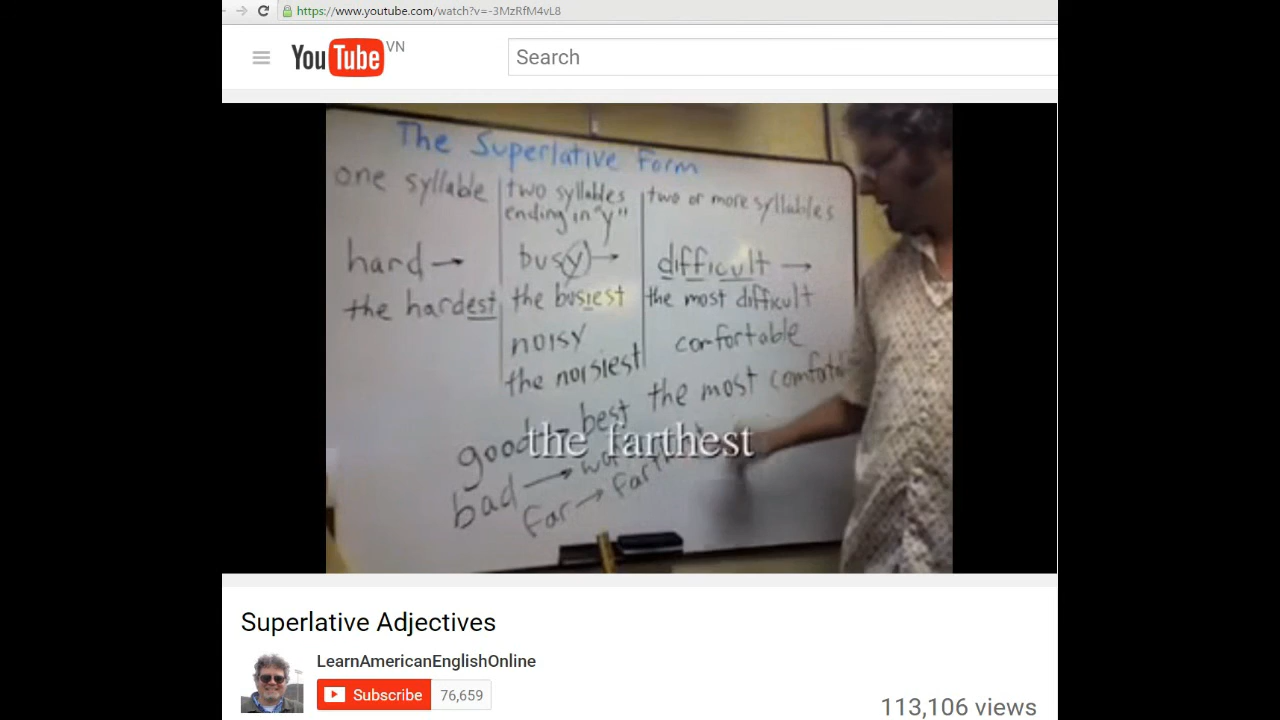 https://www.youtube.com/watch?v=-3MzRfM4vL8
YouTube VN
Search
The Superlative Form
one syllable
hard →
the hardest
two syllables
ending in "y"
busy →
the busiest
noisy
the noisiest
two or more syllables
difficult →
the most difficult
comfortable
the most comfortable
good → best
bad →
far →
the farthest
Superlative Adjectives
LearnAmericanEnglishOnline
Subscribe 76,659
113,106 views